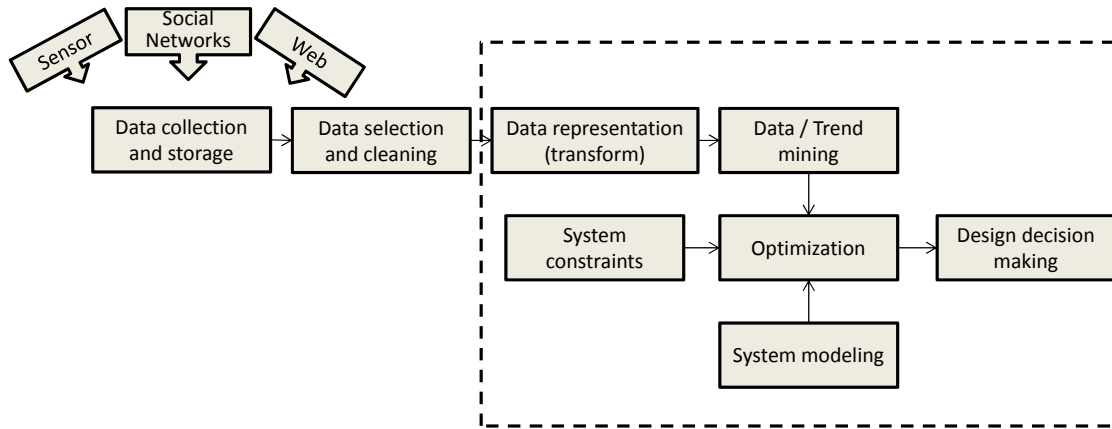 Sensor
Social
Networks
Web
Data collection
and storage
Data selection
and cleaning
Data representation
(transform)
Data / Trend
mining
System
constraints
Optimization
Design decision
making
System modeling